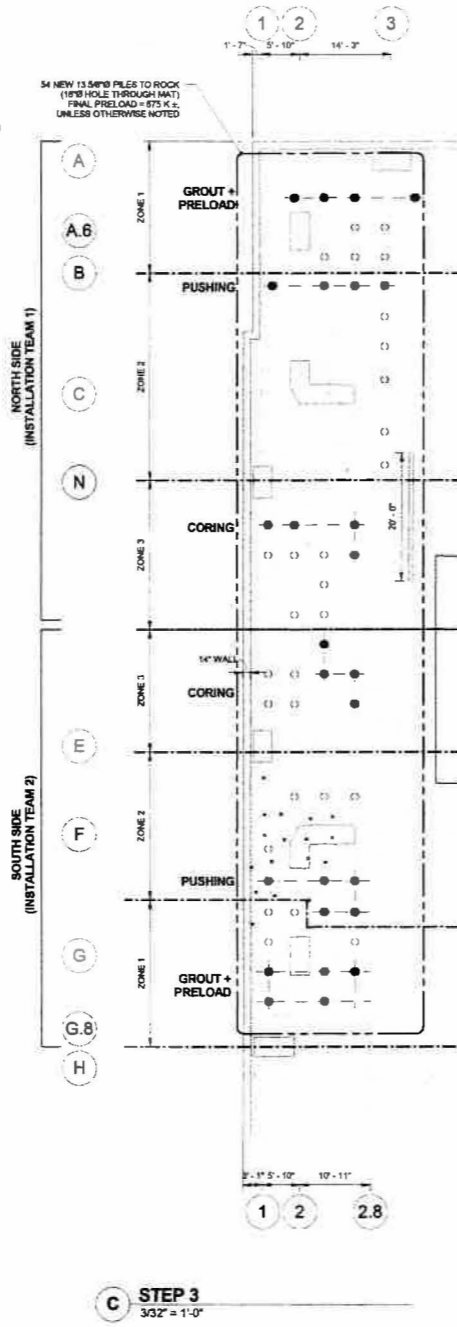 1 2 3
1' - 7" 5' - 10" 14' - 3"
54 NEW 13 5/8"Ø PILES TO ROCK
(16"Ø HOLE THROUGH MAT)
FINAL PRELOAD = 675 K ±,
UNLESS OTHERWISE NOTED
A
GROUT +
PRELOAD
ZONE 1
A.6
B
PUSHING
NORTH SIDE
(INSTALLATION TEAM 1)
ZONE 2
C
N
20' - 0"
CORING
ZONE 3
14" WALL
CORING
ZONE 3
E
SOUTH SIDE
(INSTALLATION TEAM 2)
ZONE 2
F
PUSHING
G
ZONE 1
GROUT +
PRELOAD
G.8
H
5' - 10" 10' - 11"
1 2 2.8
C STEP 3
3/32" = 1'-0"